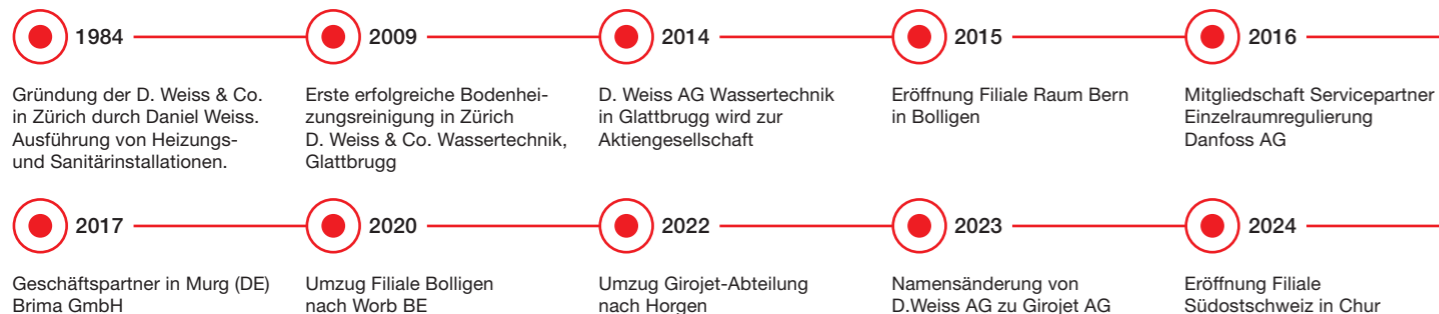 1984
Gründung der D. Weiss & Co.
in Zürich durch Daniel Weiss.
Ausführung von Heizungs-
und Sanitärinstallationen.
2009
Erste erfolgreiche Bodenhei-
zungsreinigung in Zürich
D. Weiss & Co. Wassertechnik,
Glattbrugg
2014
D. Weiss AG Wassertechnik
in Glattbrugg wird zur
Aktiengesellschaft
2015
Eröffnung Filiale Raum Bern
in Bolligen
2016
Mitgliedschaft Servicepartner
Einzelraumregulierung
Danfoss AG
2017
Geschäftspartner in Murg (DE)
Brima GmbH
2020
Umzug Filiale Bolligen
nach Worb BE
2022
Umzug Girojet-Abteilung
nach Horgen
2023
Namensänderung von
D.Weiss AG zu Girojet AG
2024
Eröffnung Filiale
Südostschweiz in Chur